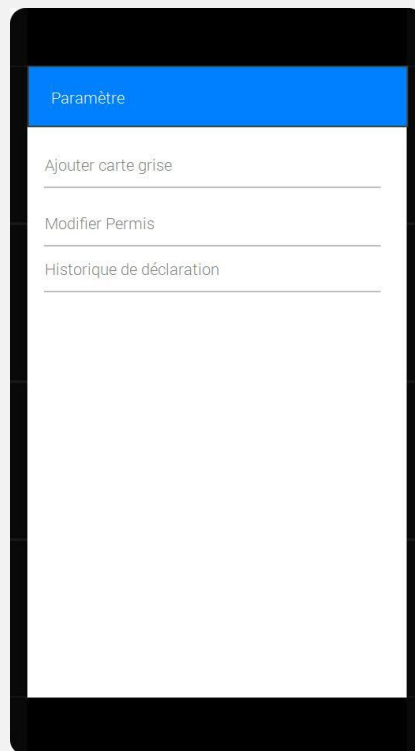 Paramètre
Ajouter carte grise
Modifier Permis
Historique de déclaration